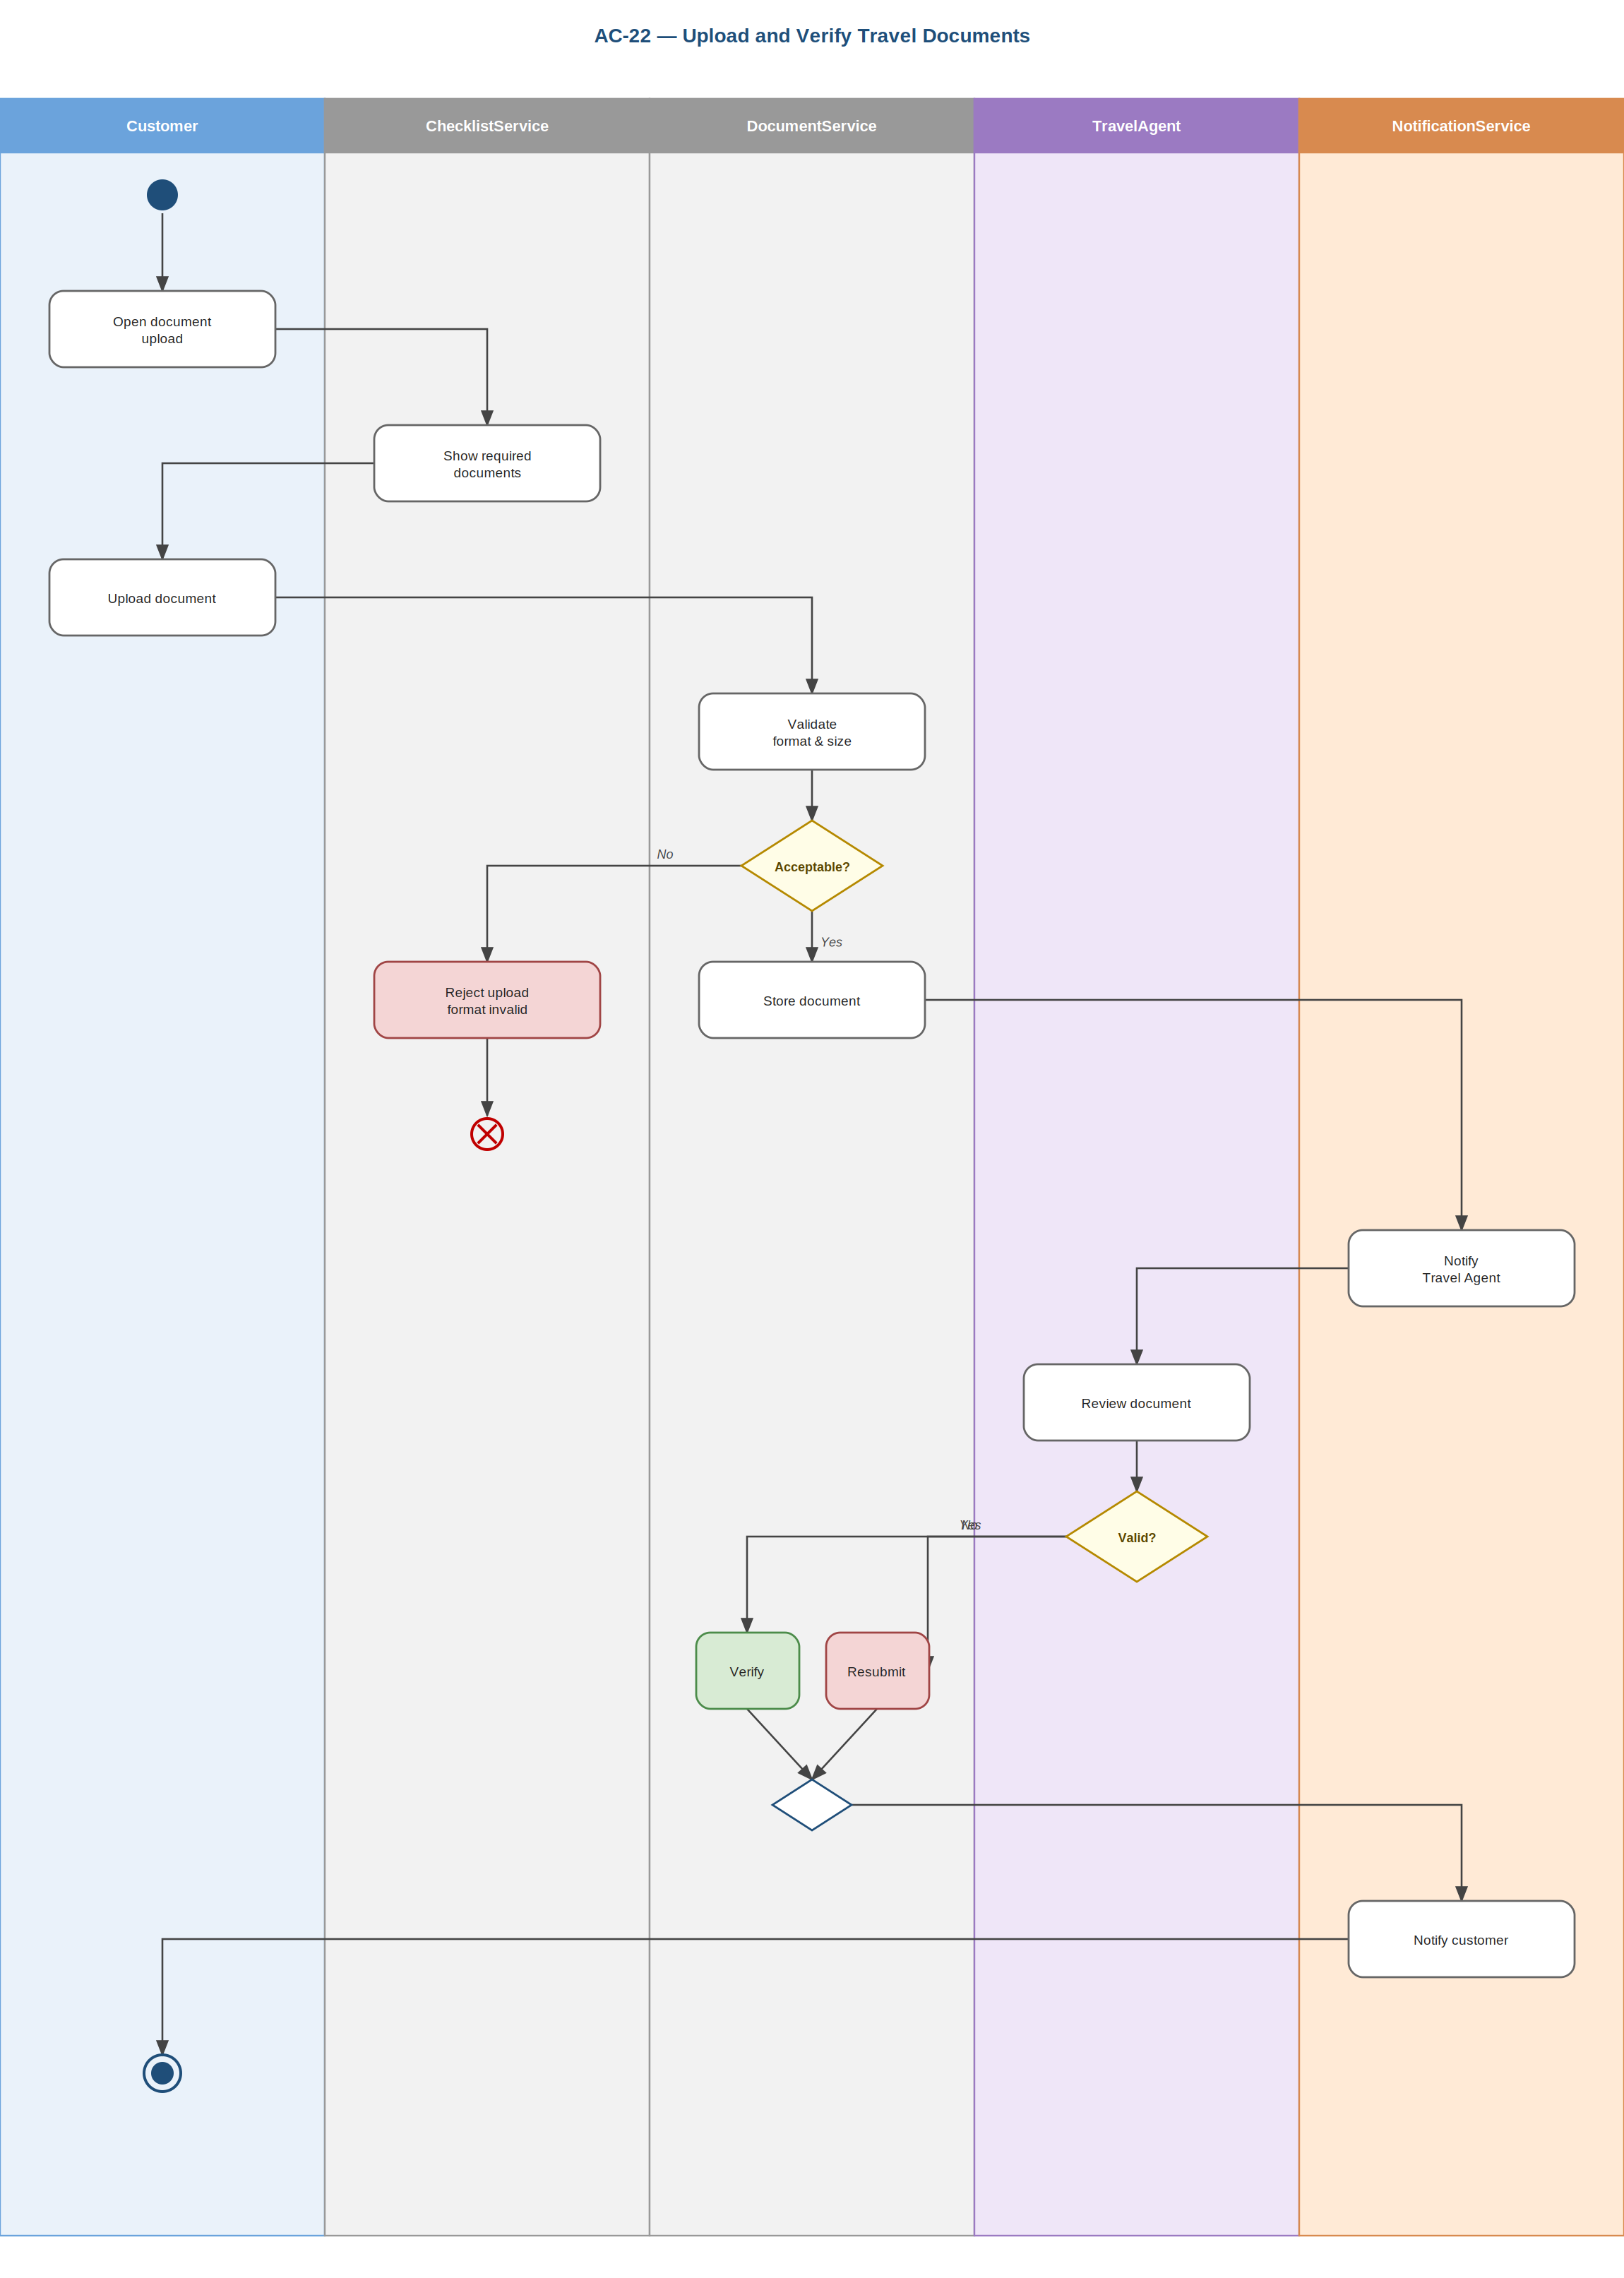 AC-22 — Upload and Verify Travel Documents
Customer
ChecklistService
DocumentService
TravelAgent
NotificationService
Open document
upload
Show required
documents
Upload document
Validate
format & size
Acceptable?
No
Yes
Reject upload
format invalid
Store document
Notify
Travel Agent
Review document
Valid?
Yes
No
Verify
Resubmit
Notify customer